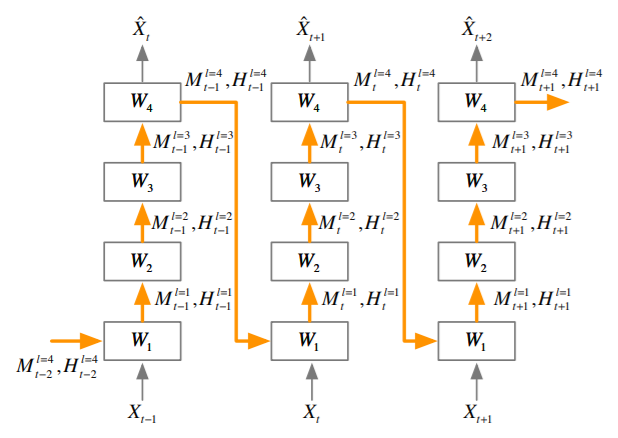 X̂_t X̂_{t+1} X̂_{t+2}
W_4 M_{t-1}^{l=4}, H_{t-1}^{l=4} W_4 M_t^{l=4}, H_t^{l=4} W_4 M_{t+1}^{l=4}, H_{t+1}^{l=4}
M_{t-1}^{l=3}, H_{t-1}^{l=3} M_t^{l=3}, H_t^{l=3} M_{t+1}^{l=3}, H_{t+1}^{l=3}
W_3 W_3 W_3
M_{t-1}^{l=2}, H_{t-1}^{l=2} M_t^{l=2}, H_t^{l=2} M_{t+1}^{l=2}, H_{t+1}^{l=2}
W_2 W_2 W_2
M_{t-1}^{l=1}, H_{t-1}^{l=1} M_t^{l=1}, H_t^{l=1} M_{t+1}^{l=1}, H_{t+1}^{l=1}
W_1 W_1 W_1
M_{t-2}^{l=4}, H_{t-2}^{l=4}
X_{t-1} X_t X_{t+1}